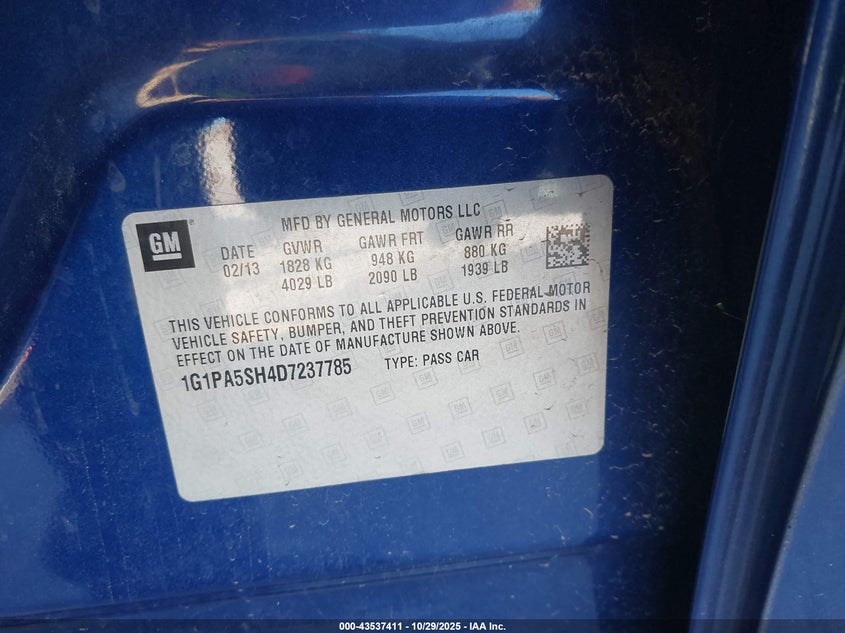 GM
MFD BY GENERAL MOTORS LLC
DATE GVWR GAWR FRT GAWR RR
02/13 1828 KG 948 KG 880 KG
4029 LB 2090 LB 1939 LB
THIS VEHICLE CONFORMS TO ALL APPLICABLE U.S. FEDERAL MOTOR
VEHICLE SAFETY, BUMPER, AND THEFT PREVENTION STANDARDS IN
EFFECT ON THE DATE OF MANUFACTURE SHOWN ABOVE.
1G1PA5SH4D7237785 TYPE: PASS CAR
000-43537411 - 10/29/2025 - IAA Inc.